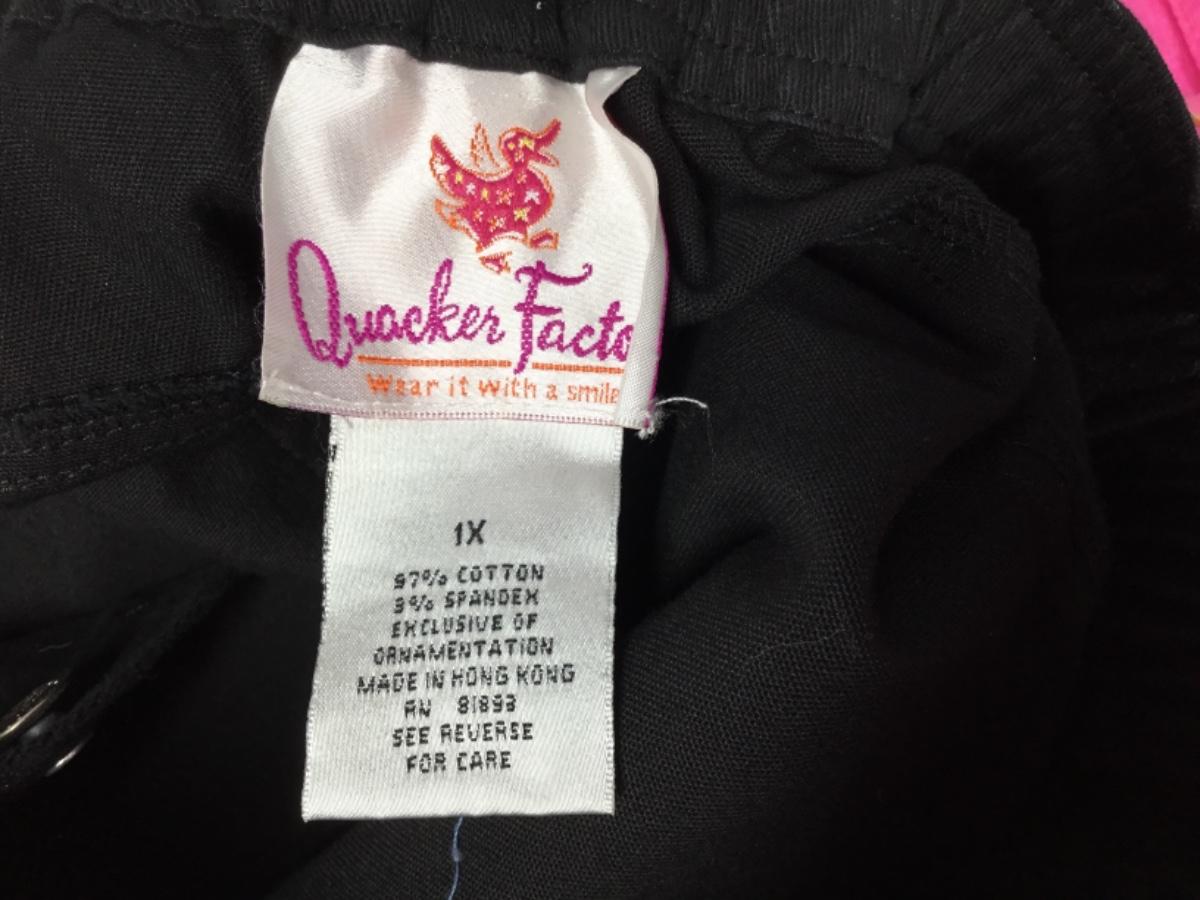 Quacker Facto
Wear it with a smile
1X
97% COTTON
3% SPANDEX
EXCLUSIVE OF
ORNAMENTATION
MADE IN HONG KONG
RN 81893
SEE REVERSE
FOR CARE